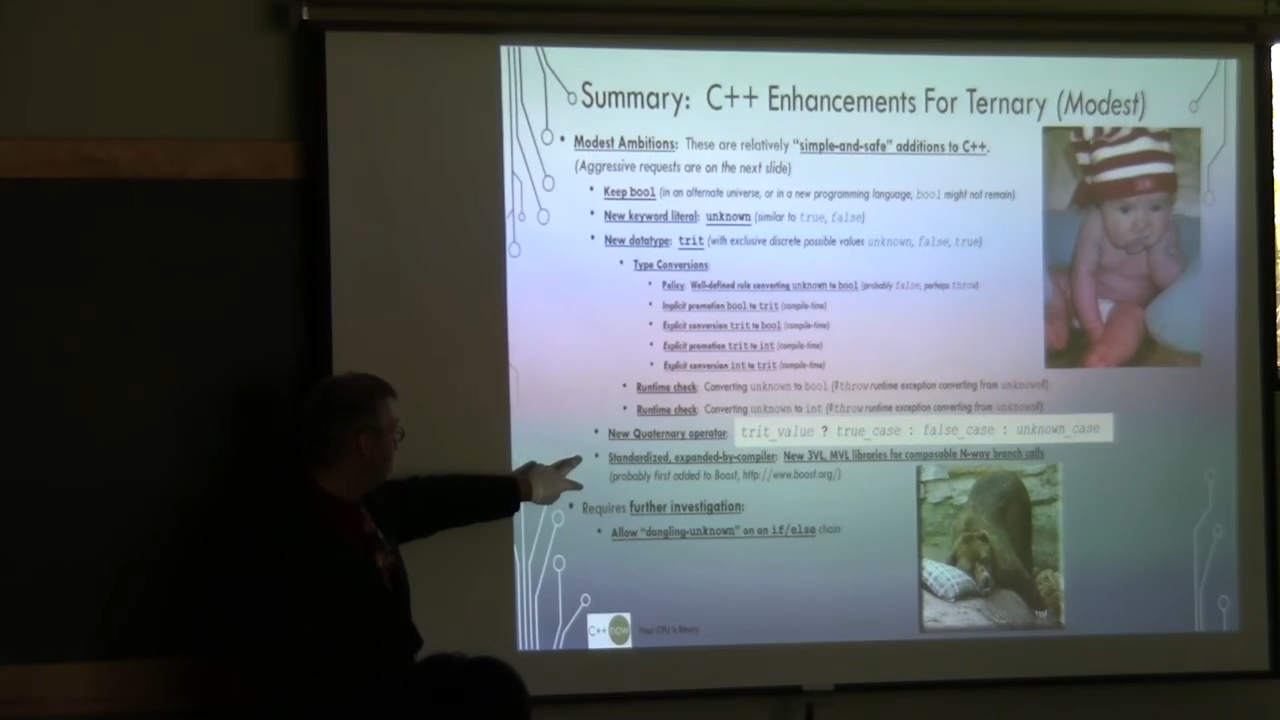 Summary: C++ Enhancements For Ternary (Modest)
• Modest Ambitions: These are relatively "simple-and-safe" additions to C++.
(Aggressive requests are on the next slide)
• Keep bool (in an alternate universe, or in a new programming language, bool might not remain)
• New keyword literal: unknown (similar to true, false)
• New datatype: trit (with exclusive discrete possible values unknown, false, true)
• Type Conversions:
• Policy: Well-defined rule converting unknown to bool (probably false, perhaps throw)
• Implicit promotion bool to trit (compile-time)
• Explicit conversion trit to bool (compile-time)
• Explicit promotion trit to int (compile-time)
• Explicit conversion int to trit (compile-time)
• Runtime check: Converting unknown to bool (?throw runtime exception converting from unknown?)
• Runtime check: Converting unknown to int (?throw runtime exception converting from unknown?)
• New Quaternary operator: trit_value ? true_case : false_case : unknown_case
• Standardized, expanded-by-compiler: New 3VL, MVL libraries for composable N-way branch calls
(probably first added to Boost, http://www.boost.org/)
• Requires further investigation:
• Allow "dangling-unknown" on an if/else chain
C++ now Your CPU is Binary